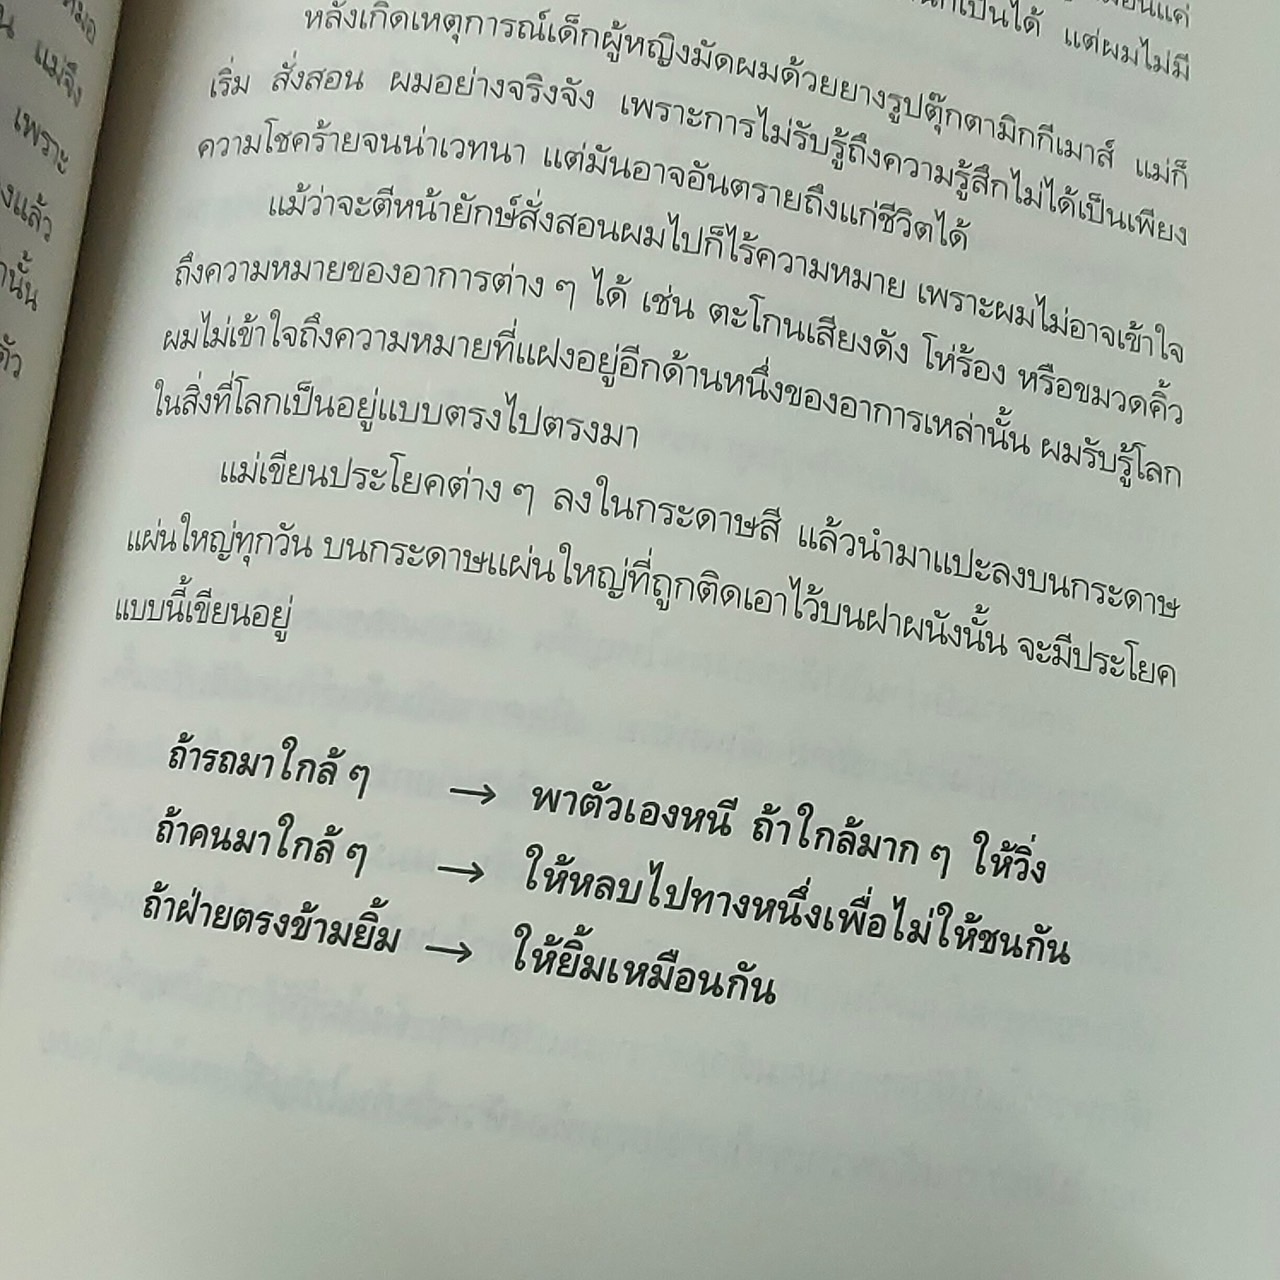 หมอ
แม่จึง
เพราะ
แล้ว
นั้น
ตัว
แค่
เป็นได้ แต่ผมไม่มี
หลังเกิดเหตุการณ์เด็กผู้หญิงมัดผมด้วยยางรูปตุ๊กตามิกกีเมาส์ แม่ก็
เริ่ม สั่งสอน ผมอย่างจริงจัง เพราะการไม่รับรู้ถึงความรู้สึกไม่ได้เป็นเพียง
ความโชคร้ายจนน่าเวทนา แต่มันอาจอันตรายถึงแก่ชีวิตได้
แม้ว่าจะตีหน้ายักษ์สั่งสอนผมไปก็ไร้ความหมาย เพราะผมไม่อาจเข้าใจ
ถึงความหมายของอาการต่าง ๆ ได้ เช่น ตะโกนเสียงดัง โห่ร้อง หรือขมวดคิ้ว
ผมไม่เข้าใจถึงความหมายที่แฝงอยู่อีกด้านหนึ่งของอาการเหล่านั้น ผมรับรู้โลก
ในสิ่งที่โลกเป็นอยู่แบบตรงไปตรงมา
แม่เขียนประโยคต่าง ๆ ลงในกระดาษสี แล้วนำมาแปะลงบนกระดาษ
แผ่นใหญ่ทุกวัน บนกระดาษแผ่นใหญ่ที่ถูกติดเอาไว้บนฝาผนังนั้น จะมีประโยค
แบบนี้เขียนอยู่
ถ้ารถมาใกล้ ๆ → พาตัวเองหนี ถ้าใกล้มาก ๆ ให้วิ่ง
ถ้าคนมาใกล้ ๆ → ให้หลบไปทางหนึ่งเพื่อไม่ให้ชนกัน
ถ้าฝ่ายตรงข้ามยิ้ม → ให้ยิ้มเหมือนกัน